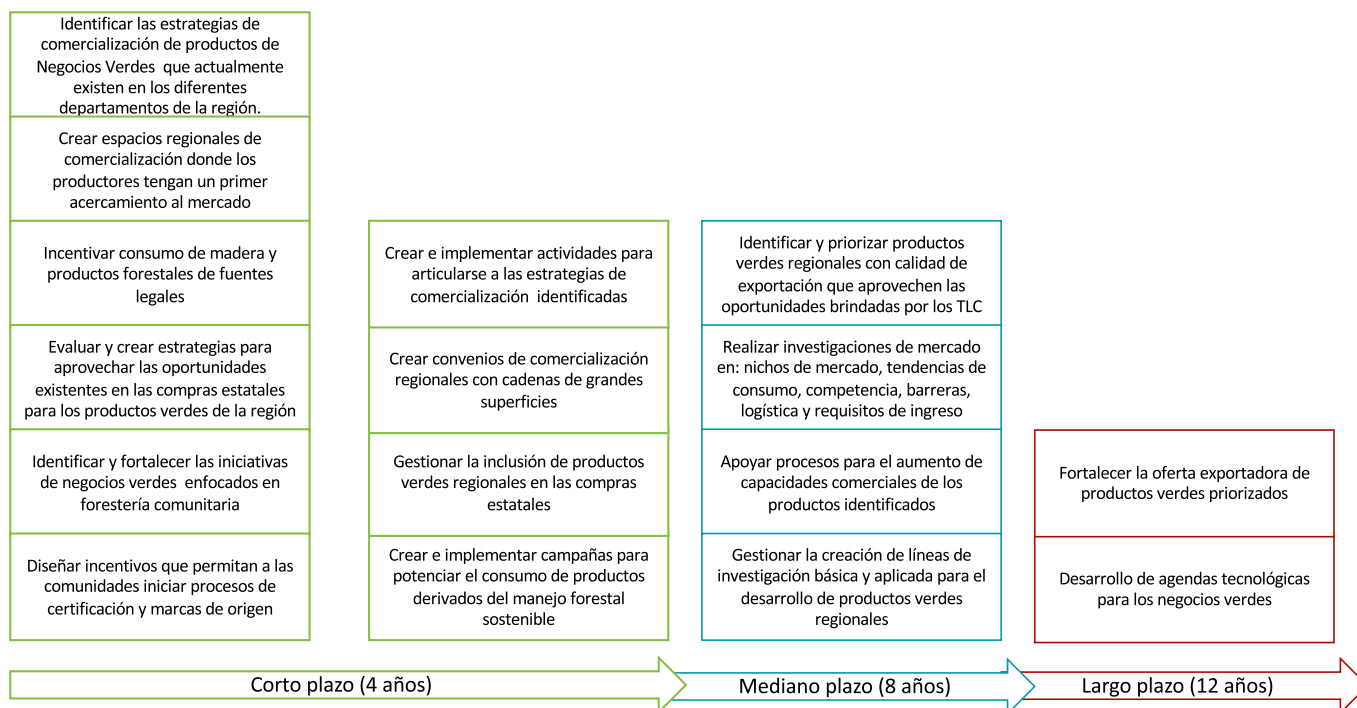 Identificar las estrategias de
comercialización de productos de
Negocios Verdes que actualmente
existen en los diferentes
departamentos de la región.
Crear espacios regionales de
comercialización donde los
productores tengan un primer
acercamiento al mercado
Incentivar consumo de madera y
productos forestales de fuentes
legales
Evaluar y crear estrategias para
aprovechar las oportunidades
existentes en las compras estatales
para los productos verdes de la región
Identificar y fortalecer las iniciativas
de negocios verdes enfocados en
forestería comunitaria
Diseñar incentivos que permitan a las
comunidades iniciar procesos de
certificación y marcas de origen
Crear e implementar actividades para
articularse a las estrategias de
comercialización identificadas
Crear convenios de comercialización
regionales con cadenas de grandes
superficies
Gestionar la inclusión de productos
verdes regionales en las compras
estatales
Crear e implementar campañas para
potenciar el consumo de productos
derivados del manejo forestal
sostenible
Identificar y priorizar productos
verdes regionales con calidad de
exportación que aprovechen las
oportunidades brindadas por los TLC
Realizar investigaciones de mercado
en: nichos de mercado, tendencias de
consumo, competencia, barreras,
logística y requisitos de ingreso
Apoyar procesos para el aumento de
capacidades comerciales de los
productos identificados
Gestionar la creación de líneas de
investigación básica y aplicada para el
desarrollo de productos verdes
regionales
Fortalecer la oferta exportadora de
productos verdes priorizados
Desarrollo de agendas tecnológicas
para los negocios verdes
Corto plazo (4 años)
Mediano plazo (8 años)
Largo plazo (12 años)